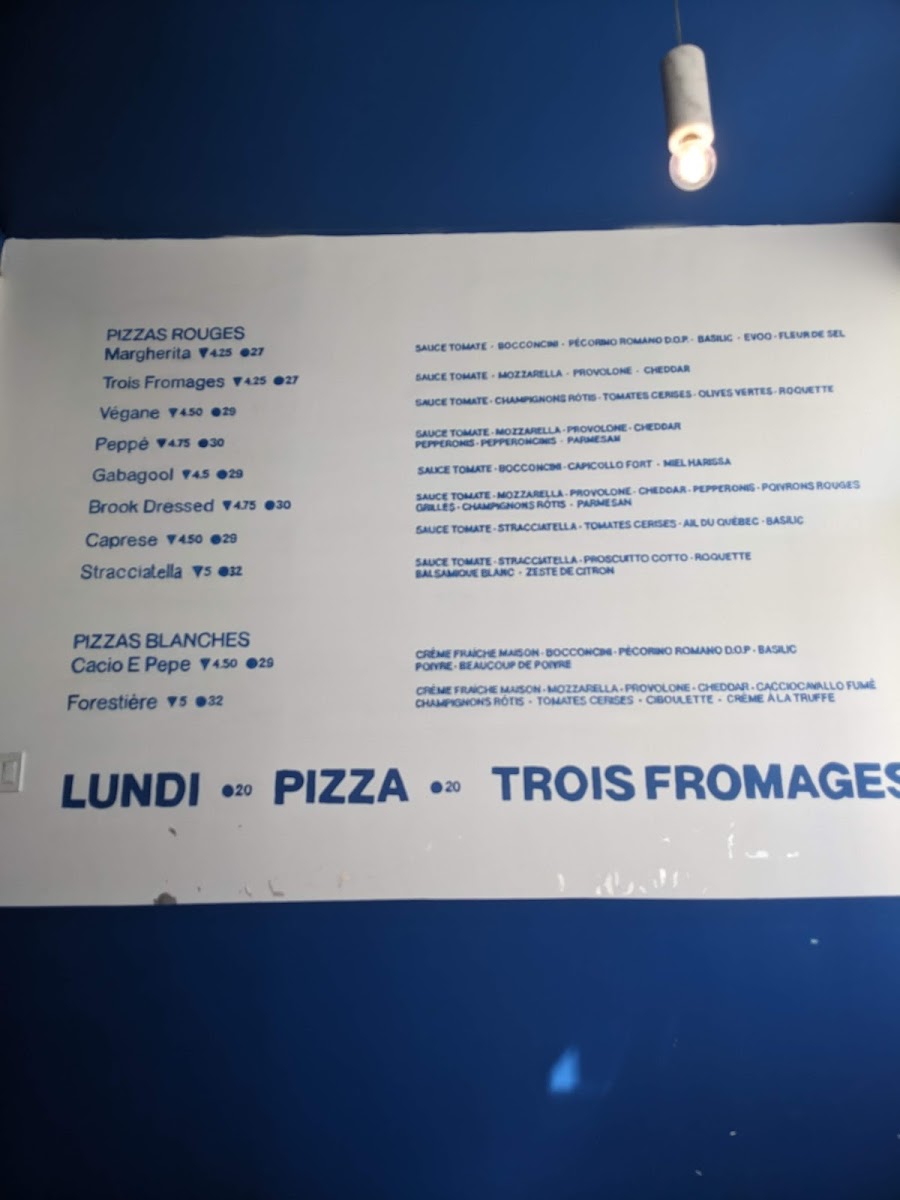 PIZZAS ROUGES
Margherita ▼4.25 ●27
SAUCE TOMATE - BOCCONCINI - PÉCORINO ROMANO D.O.P. - BASILIC - EVOO - FLEUR DE SEL
Trois Fromages ▼4.25 ●27
SAUCE TOMATE - MOZZARELLA - PROVOLONE - CHEDDAR
Végane ▼4.50 ●29
SAUCE TOMATE - CHAMPIGNONS RÔTIS - TOMATES CERISES - OLIVES VERTES - ROQUETTE
Peppé ▼4.75 ●30
SAUCE TOMATE - MOZZARELLA - PROVOLONE - CHEDDAR
PEPPERONIS - PEPPERONCINIS - PARMESAN
Gabagool ▼4.5 ●29
SAUCE TOMATE - BOCCONCINI - CAPICOLLO FORT - MIEL HARISSA
Brook Dressed ▼4.75 ●30
SAUCE TOMATE - MOZZARELLA - PROVOLONE - CHEDDAR - PEPPERONIS - POIVRONS ROUGES
GRILLÉS - CHAMPIGNONS RÔTIS - PARMESAN
Caprese ▼4.50 ●29
SAUCE TOMATE - STRACCIATELLA - TOMATES CERISES - AIL DU QUÉBEC - BASILIC
Stracciatella ▼5 ●32
SAUCE TOMATE - STRACCIATELLA - PROSCUITTO COTTO - ROQUETTE
BALSAMIQUE BLANC - ZESTE DE CITRON
PIZZAS BLANCHES
Cacio E Pepe ▼4.50 ●29
CRÈME FRAÎCHE MAISON - BOCCONCINI - PÉCORINO ROMANO D.O.P - BASILIC
POIVRE - BEAUCOUP DE POIVRE
Forestière ▼5 ●32
CRÈME FRAÎCHE MAISON - MOZZARELLA - PROVOLONE - CHEDDAR - CACCIOCAVALLO FUMÉ
CHAMPIGNONS RÔTIS - TOMATES CERISES - CIBOULETTE - CRÈME À LA TRUFFE
LUNDI ●20 PIZZA ●20 TROIS FROMAGES